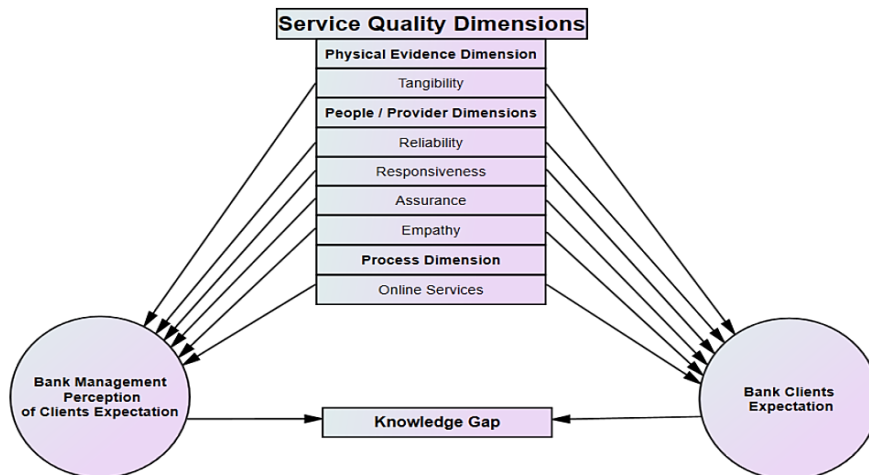 Service Quality Dimensions
Physical Evidence Dimension
Tangibility
People / Provider Dimensions
Reliability
Responsiveness
Assurance
Empathy
Process Dimension
Online Services
Bank Management
Perception
of Clients Expectation
Knowledge Gap
Bank Clients
Expectation